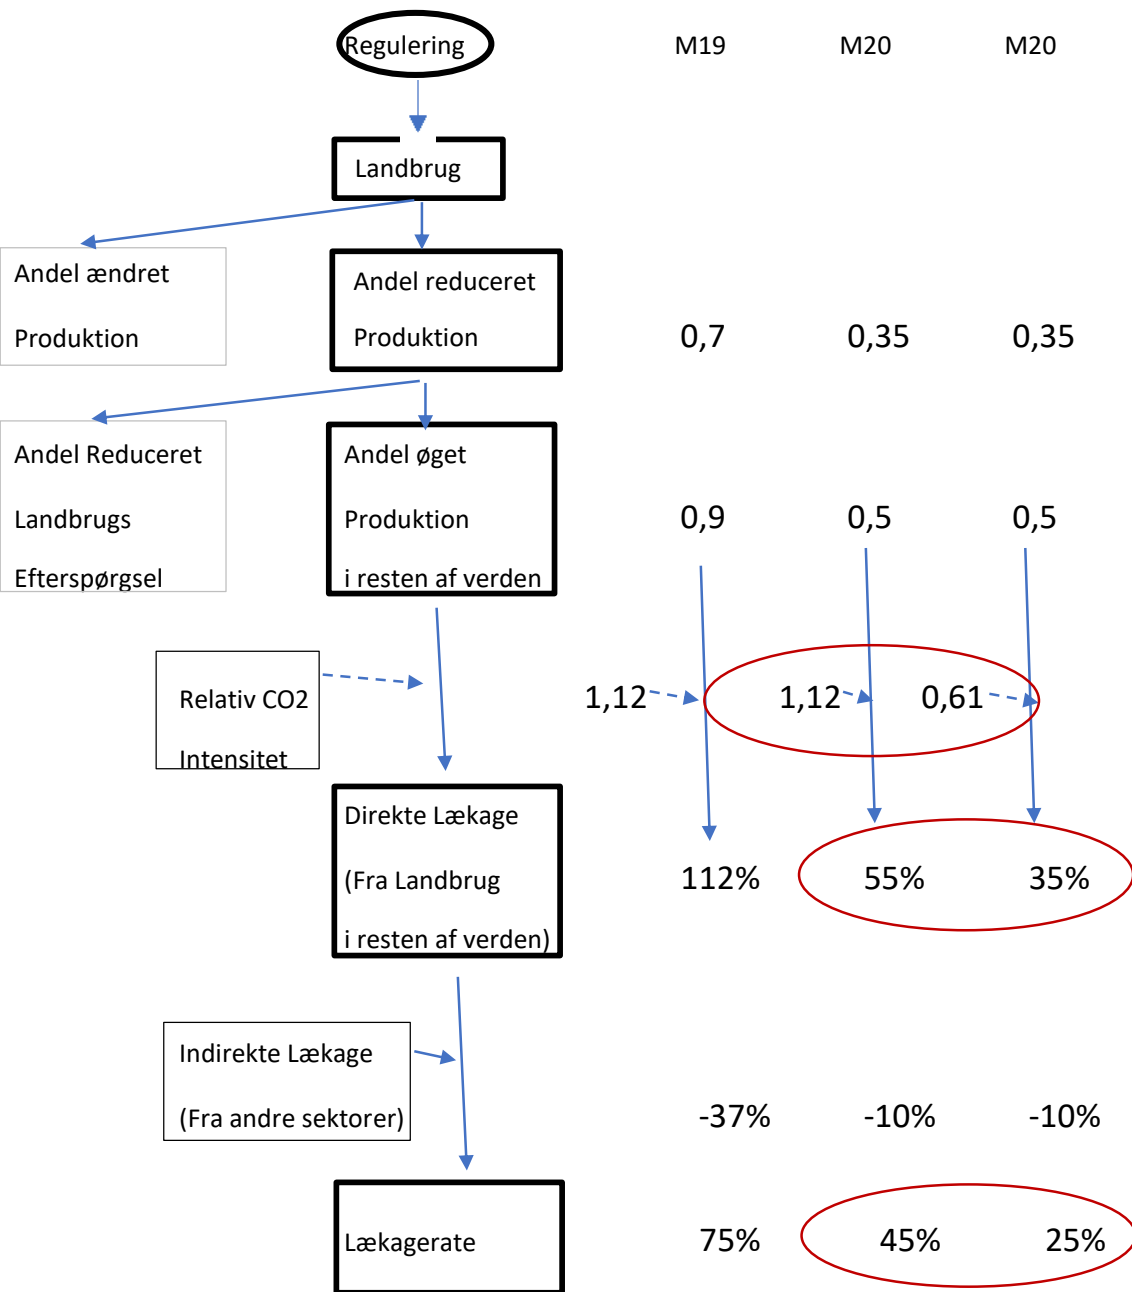 Regulering M19 M20 M20
Landbrug
Andel ændret
Produktion
Andel reduceret
Produktion
0,7 0,35 0,35
Andel Reduceret
Landbrugs
Efterspørgsel
Andel øget
Produktion
i resten af verden
0,9 0,5 0,5
Relativ CO2
Intensitet
1,12 1,12 0,61
Direkte Lækage
(Fra Landbrug
i resten af verden)
112% 55% 35%
Indirekte Lækage
(Fra andre sektorer)
-37% -10% -10%
Lækagerate 75% 45% 25%